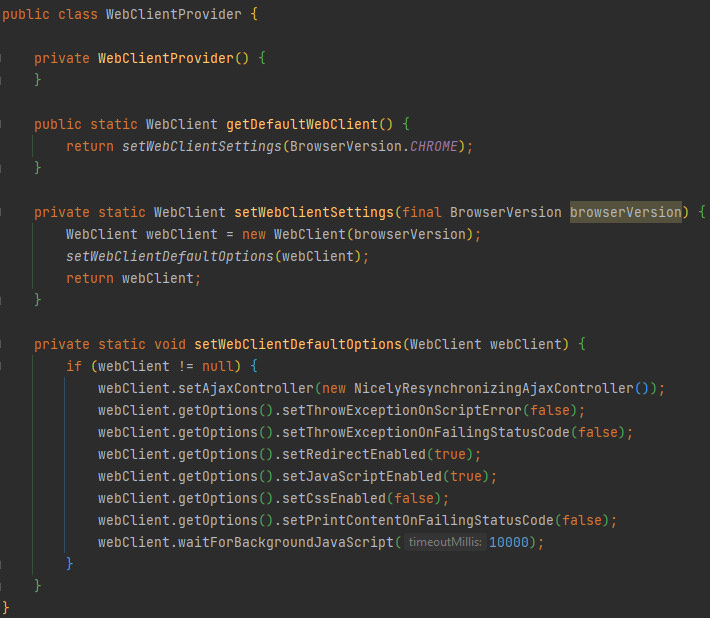 public class WebClientProvider {
private WebClientProvider() {
}
public static WebClient getDefaultWebClient() {
return setWebClientSettings(BrowserVersion.CHROME);
}
private static WebClient setWebClientSettings(final BrowserVersion browserVersion) {
WebClient webClient = new WebClient(browserVersion);
setWebClientDefaultOptions(webClient);
return webClient;
}
private static void setWebClientDefaultOptions(WebClient webClient) {
if (webClient != null) {
webClient.setAjaxController(new NicelyResynchronizingAjaxController());
webClient.getOptions().setThrowExceptionOnScriptError(false);
webClient.getOptions().setThrowExceptionOnFailingStatusCode(false);
webClient.getOptions().setRedirectEnabled(true);
webClient.getOptions().setJavaScriptEnabled(true);
webClient.getOptions().setCssEnabled(false);
webClient.getOptions().setPrintContentOnFailingStatusCode(false);
webClient.waitForBackgroundJavaScript( timeoutMillis: 10000);
}
}
}